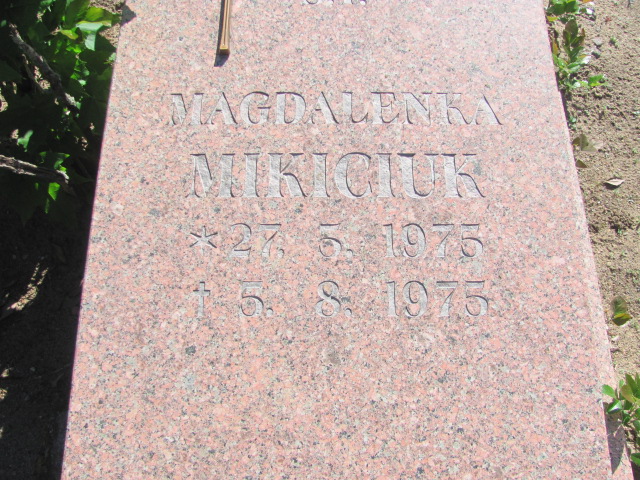 MAGDALENKA
MIKICIUK
* 27. 5. 1975
† 5. 8. 1975